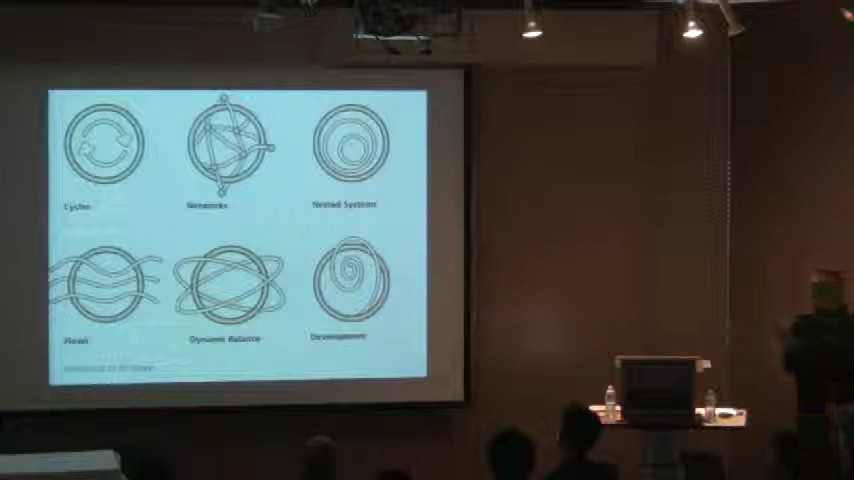 Cycles
Networks
Nested Systems
Flows
Dynamic Balance
Development